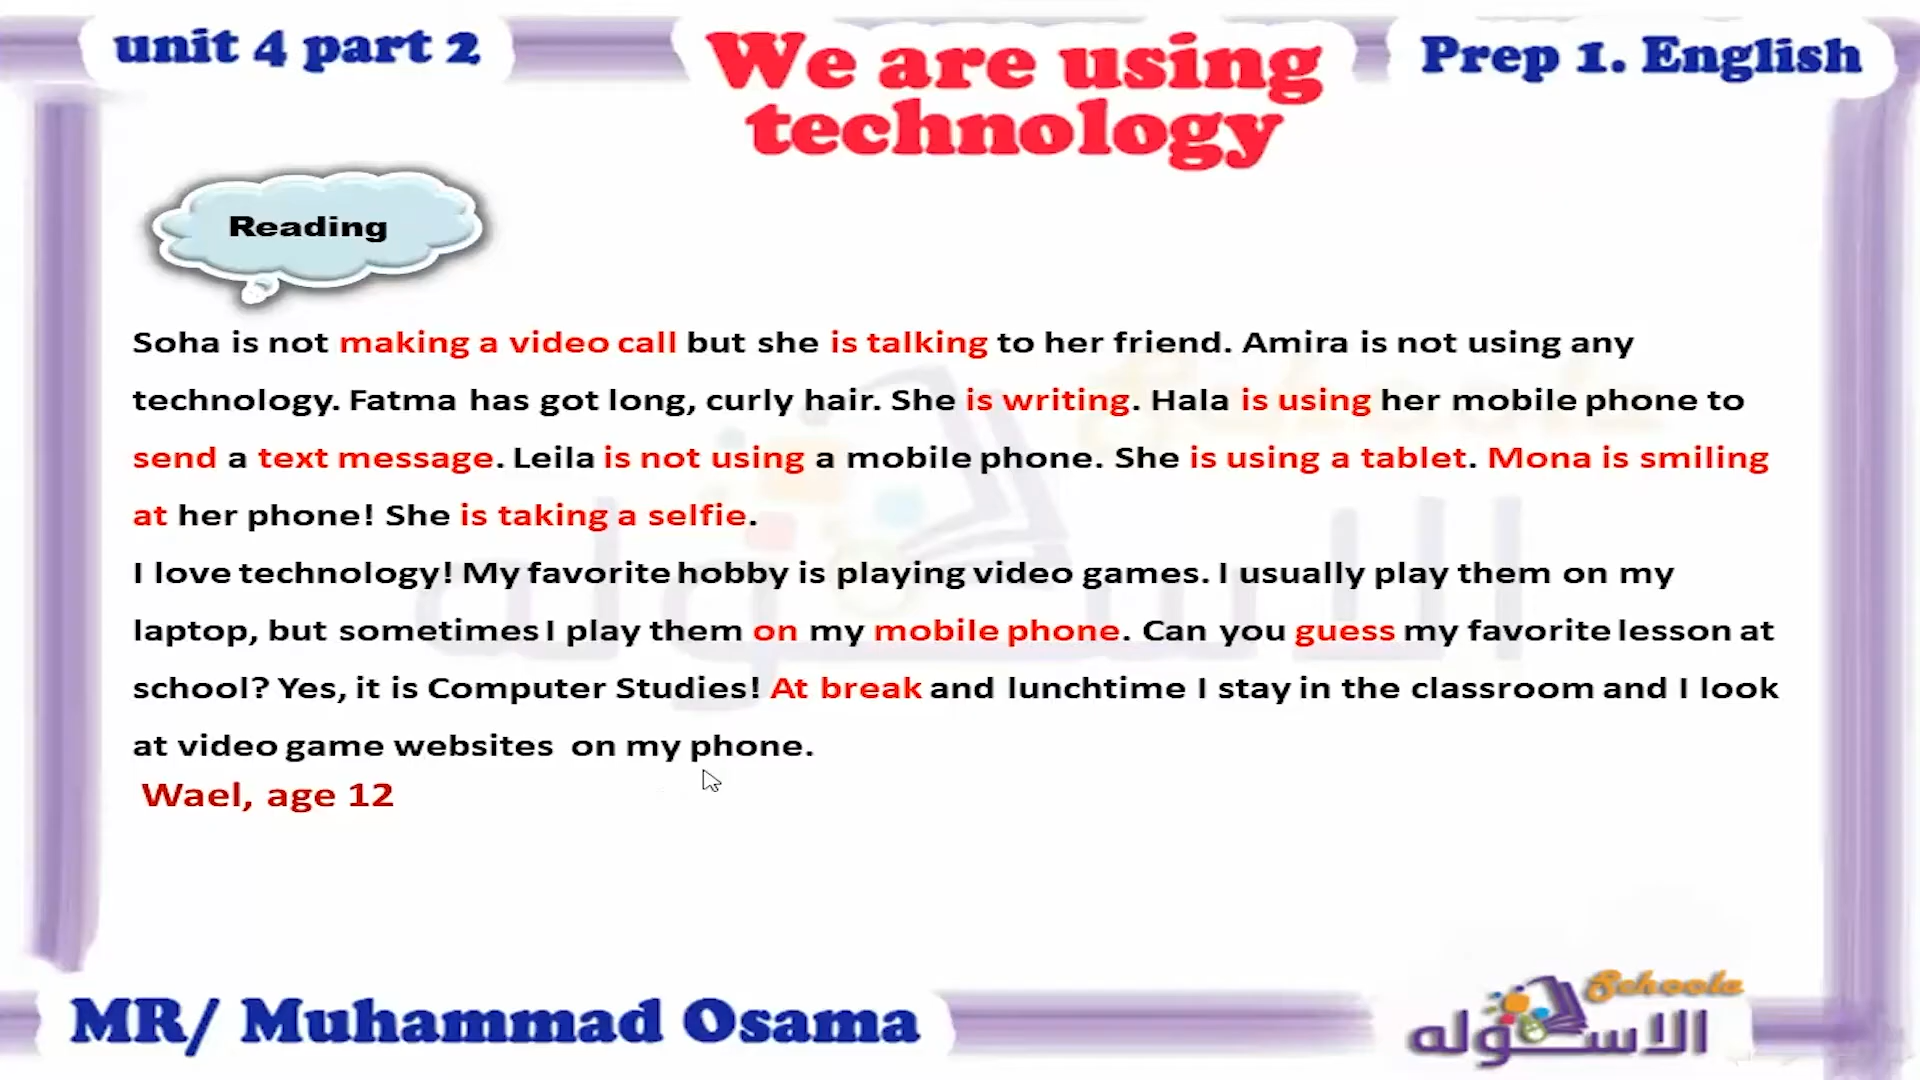 unit 4 part 2
We are using
technology
Prep 1. English
Reading
Soha is not making a video call but she is talking to her friend. Amira is not using any
technology. Fatma has got long, curly hair. She is writing. Hala is using her mobile phone to
send a text message. Leila is not using a mobile phone. She is using a tablet. Mona is smiling
at her phone! She is taking a selfie.
I love technology! My favorite hobby is playing video games. I usually play them on my
laptop, but sometimes I play them on my mobile phone. Can you guess my favorite lesson at
school? Yes, it is Computer Studies! At break and lunchtime I stay in the classroom and I look
at video game websites on my phone.
Wael, age 12
MR/ Muhammad Osama
Schoola
الاسكوله